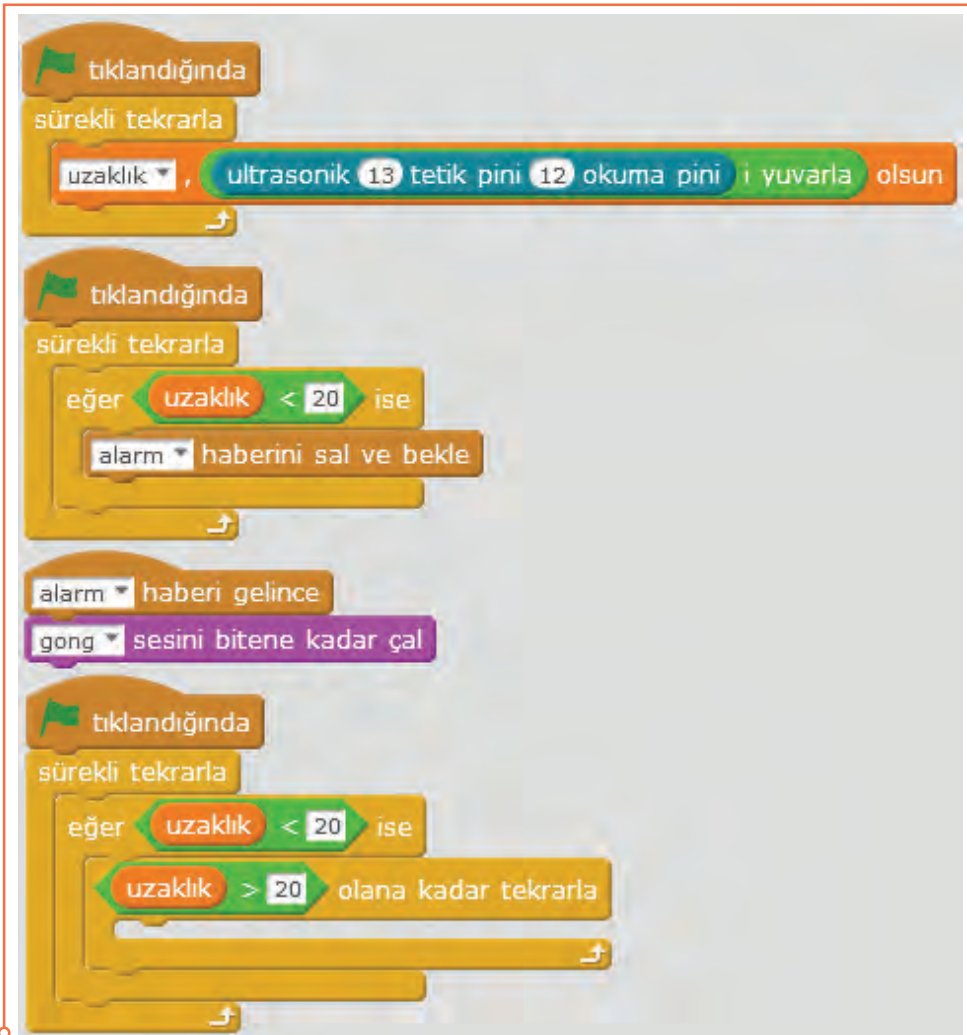 tıklandığında
sürekli tekrarla
uzaklık , ultrasonik 13 tetik pini 12 okuma pini i yuvarla olsun
tıklandığında
sürekli tekrarla
eğer uzaklık < 20 ise
alarm haberini sal ve bekle
alarm haberi gelince
gong sesini bitene kadar çal
tıklandığında
sürekli tekrarla
eğer uzaklık < 20 ise
uzaklık > 20 olana kadar tekrarla